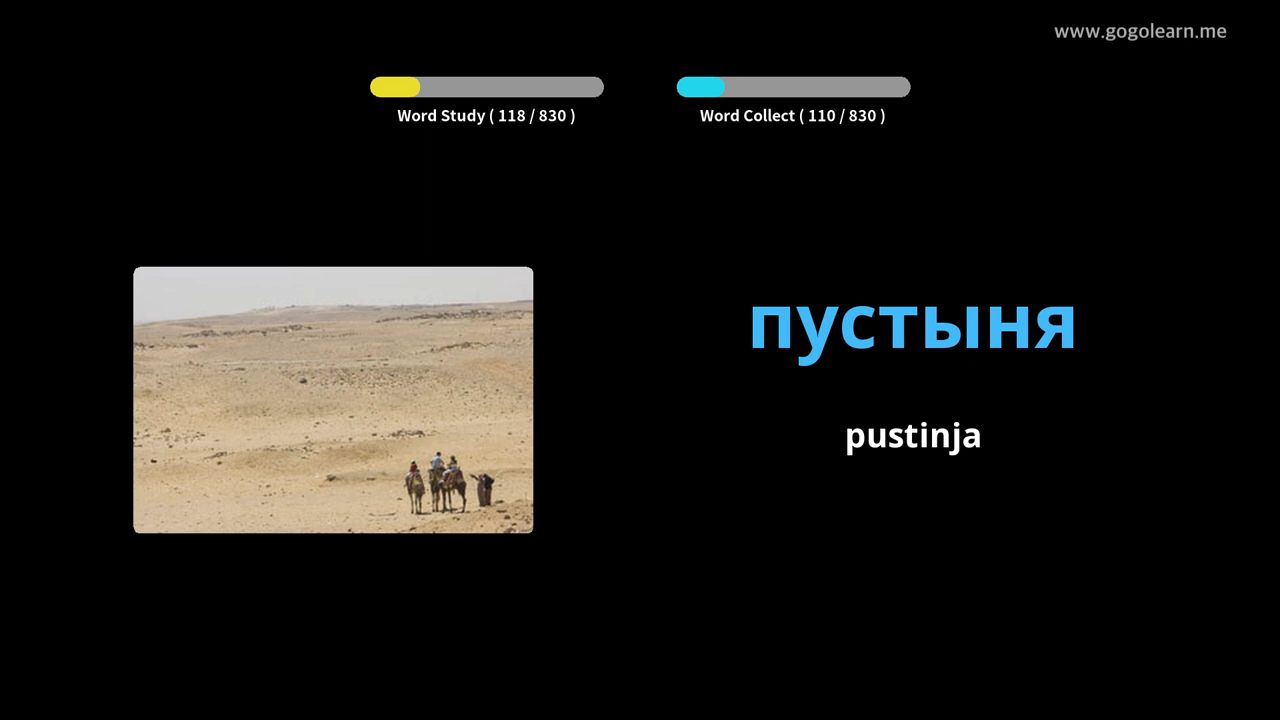 www.gogolearn.me
Word Study ( 118 / 830 )
Word Collect ( 110 / 830 )
пустыня
pustinja